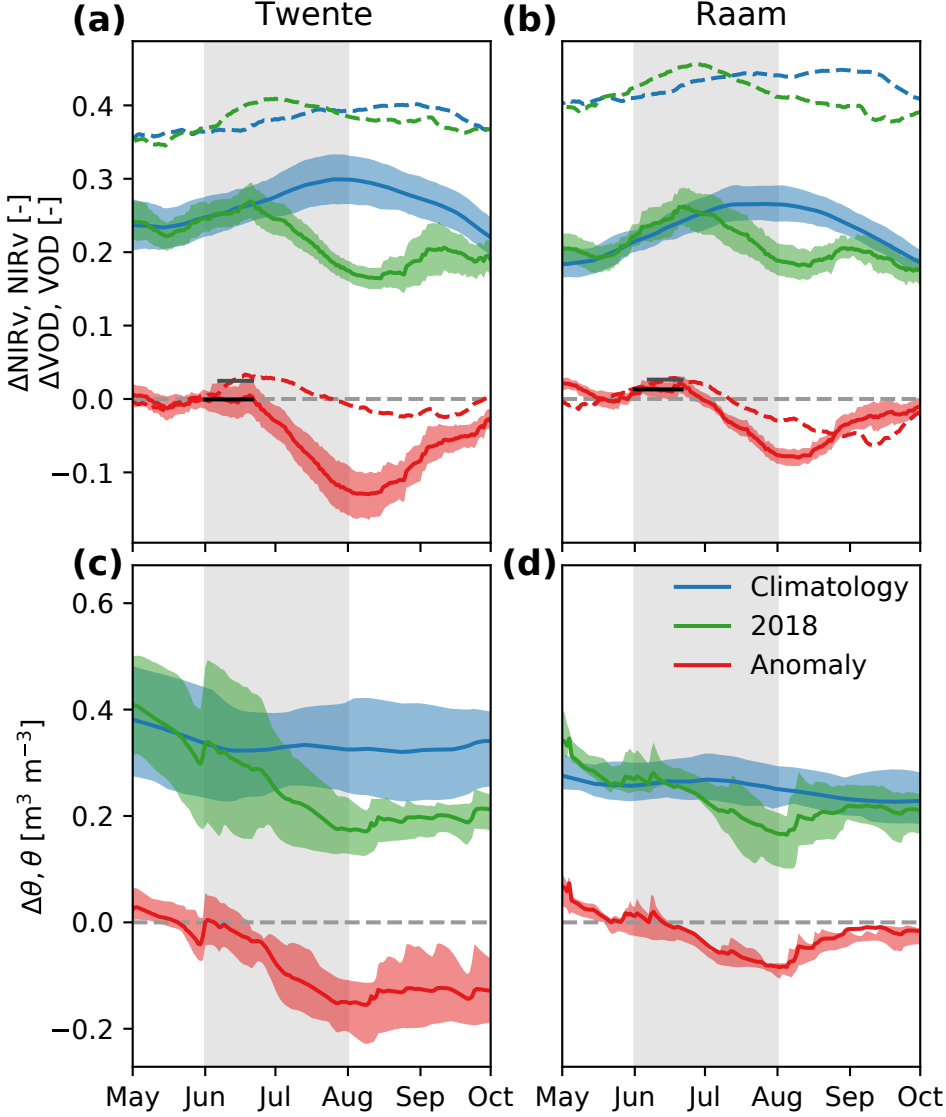 Twente
Raam
(a)
(b)
0.4
0.3
0.2
0.1
0.0
−0.1
ΔNIRv, NIRv [-]
ΔVOD, VOD [-]
(c)
(d)
0.6
0.4
0.2
0.0
−0.2
Δθ, θ [m³ m⁻³]
Climatology
2018
Anomaly
May Jun Jul Aug Sep Oct
May Jun Jul Aug Sep Oct